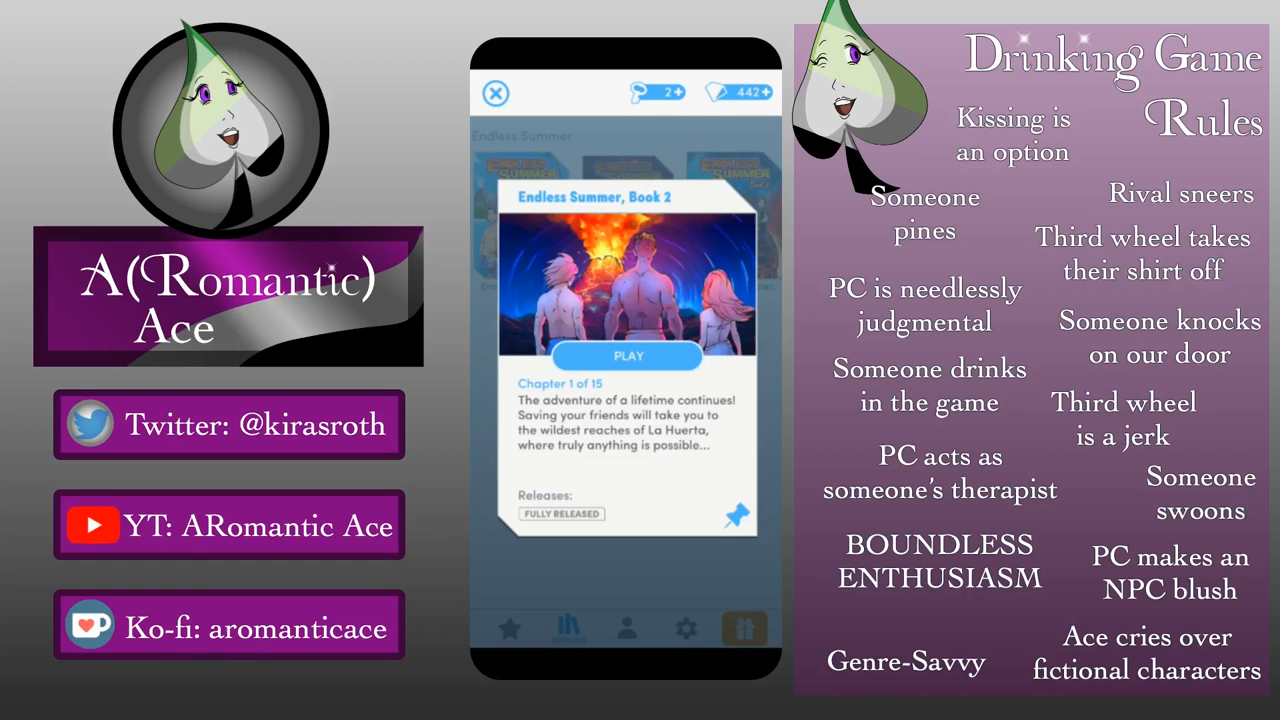 A(Romantic)
Ace
Twitter: @kirasroth
YT: ARomantic Ace
Ko-fi: aromanticace
2+
442+
Endless Summer
Endless Summer, Book 2
PLAY
Chapter 1 of 15
The adventure of a lifetime continues!
Saving your friends will take you to
the wildest reaches of La Huerta,
where truly anything is possible...
Releases:
FULLY RELEASED
Drinking Game
Rules
Kissing is
an option
Someone
pines
Rival sneers
Third wheel takes
their shirt off
PC is needlessly
judgmental
Someone knocks
on our door
Someone drinks
in the game
Third wheel
is a jerk
PC acts as
someone's therapist
Someone
swoons
BOUNDLESS
ENTHUSIASM
PC makes an
NPC blush
Genre-Savvy
Ace cries over
fictional characters